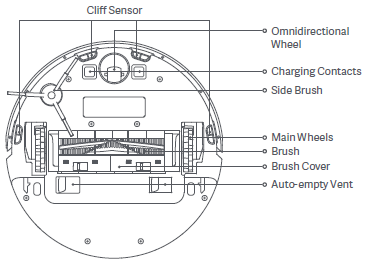 Cliff Sensor
Omnidirectional
Wheel
Charging Contacts
Side Brush
Main Wheels
Brush
Brush Cover
Auto-empty Vent